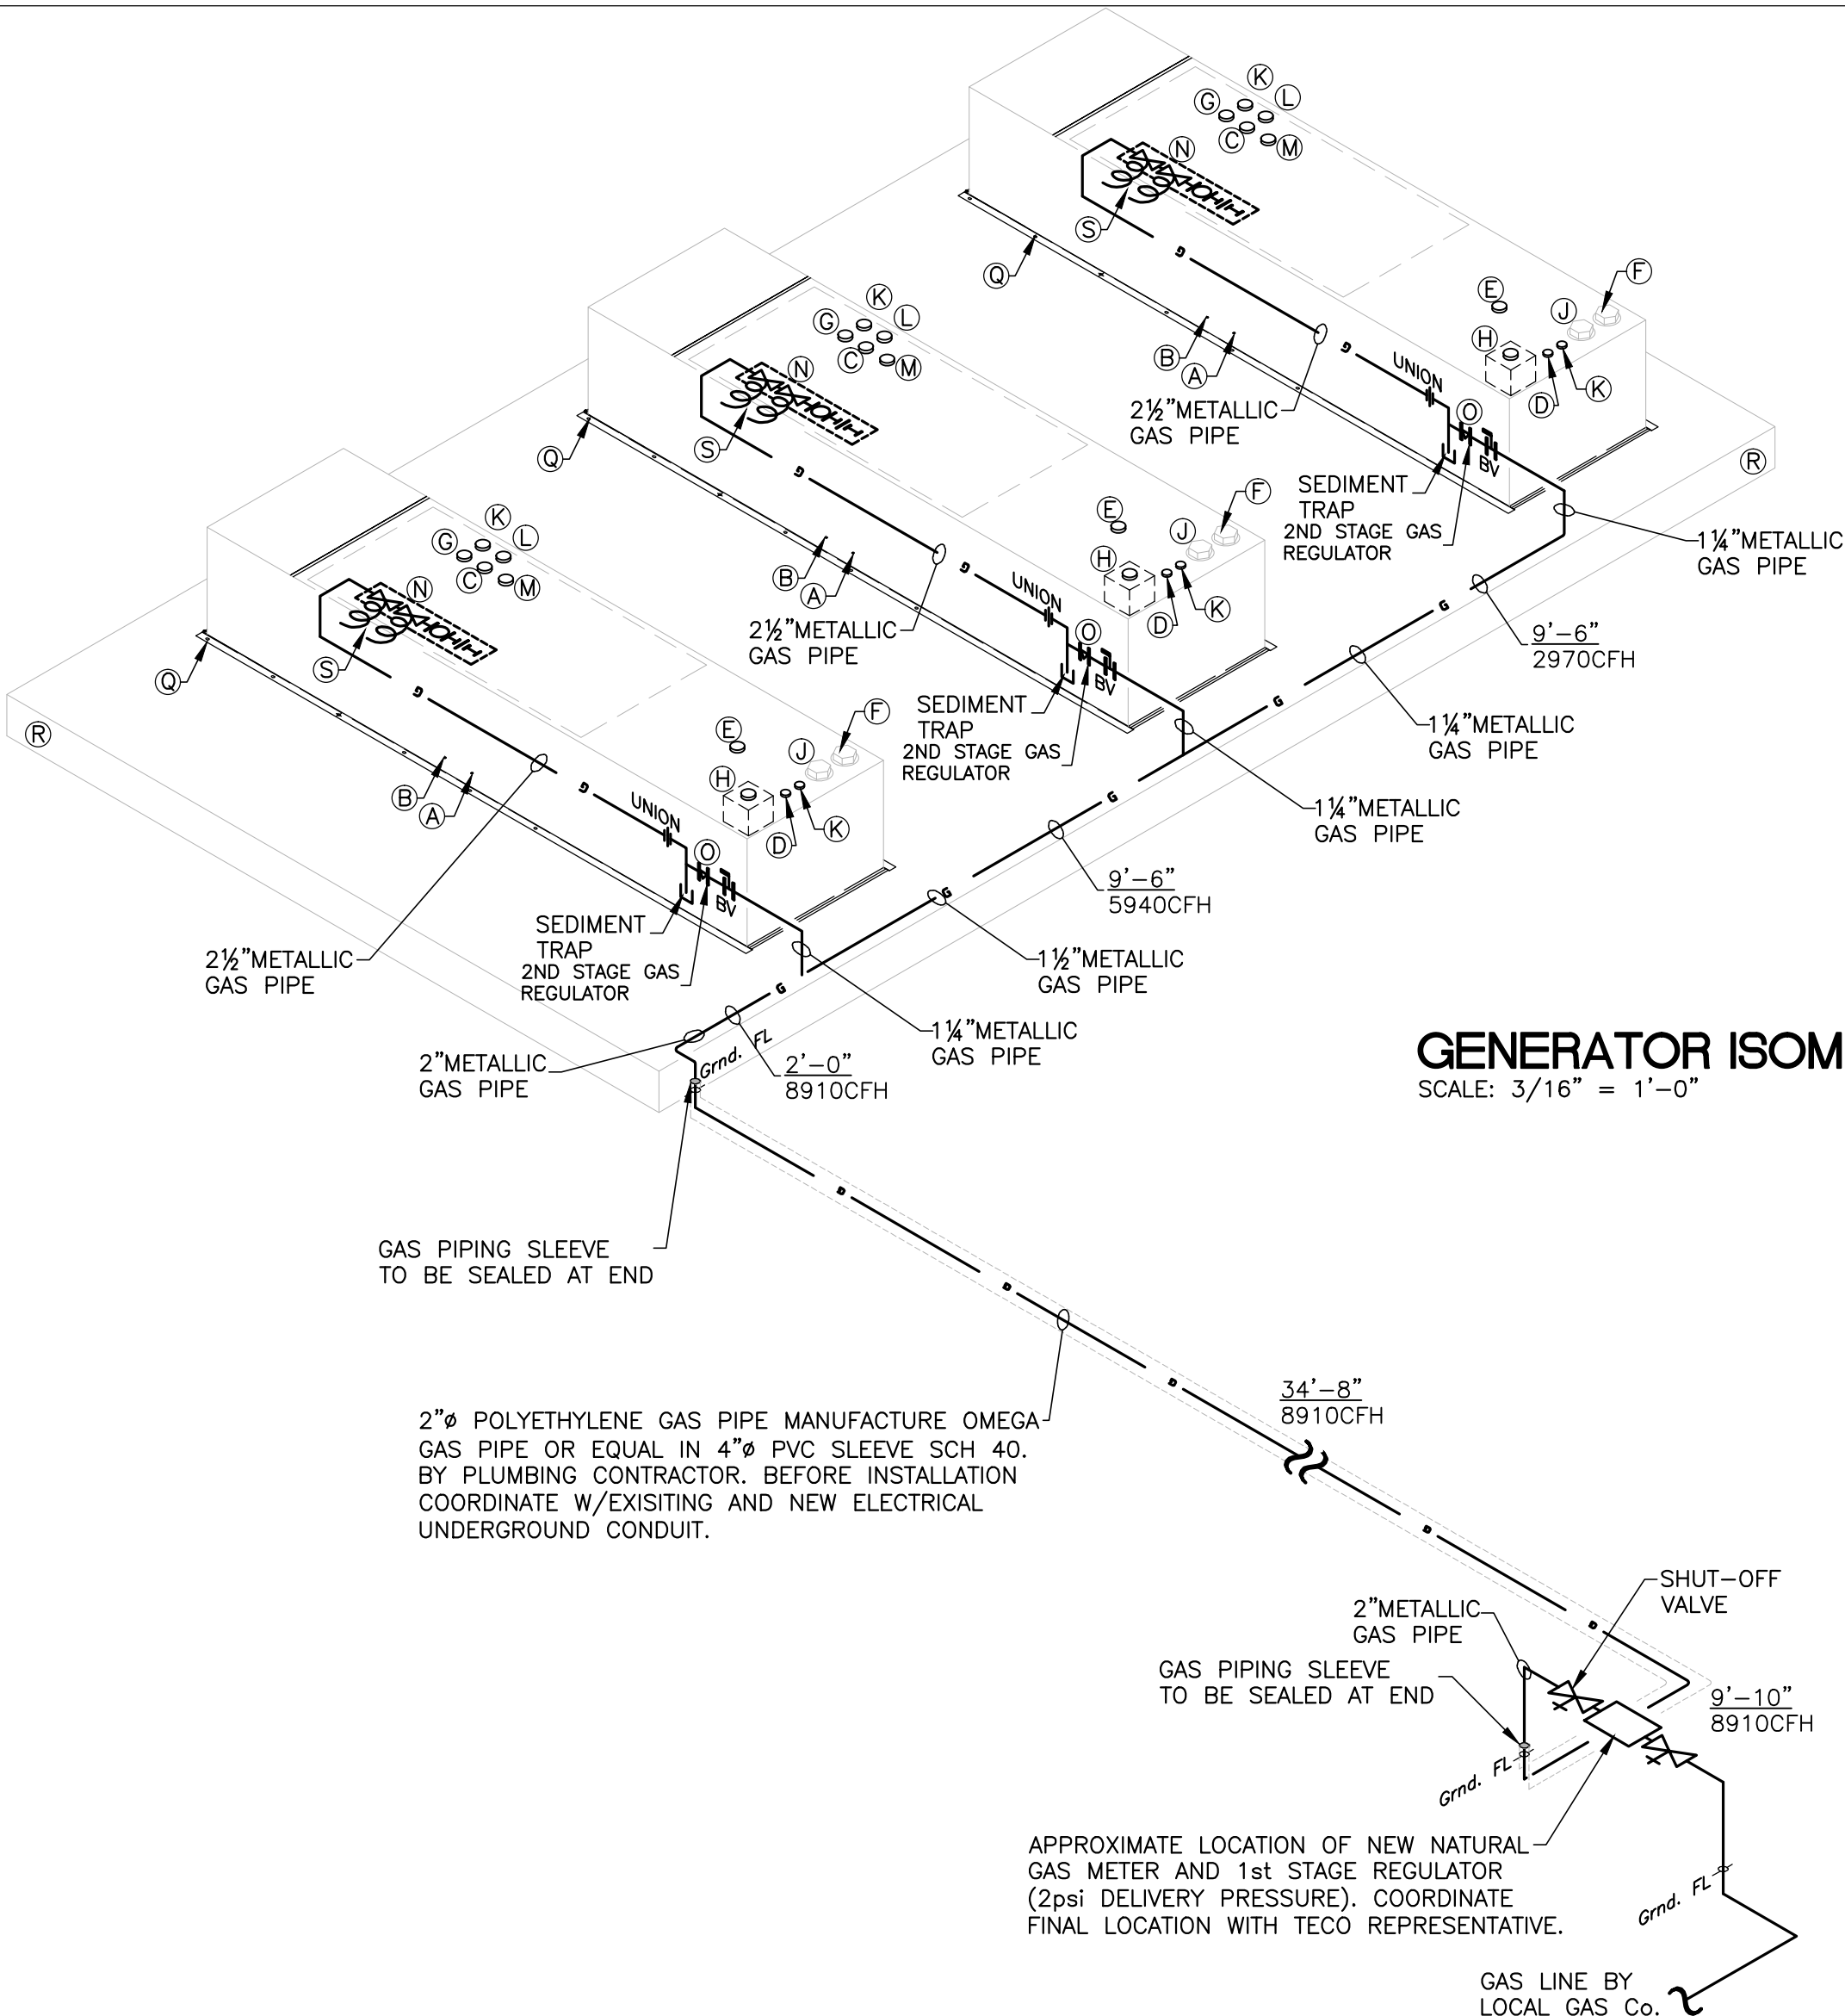 K
G
L
C
M
N
S
Q
F
E
J
B
H
A
D
K
UNION
2½"METALLIC
GAS PIPE
O
BV
R
SEDIMENT
TRAP
2ND STAGE GAS
REGULATOR
1¼"METALLIC
GAS PIPE
9'-6"
2970CFH
G
G
G
1¼"METALLIC
GAS PIPE
G
K
L
G
C
M
N
S
Q
F
E
J
H
B
A
D
K
G
G
UNION
2½"METALLIC
GAS PIPE
O
BV
SEDIMENT
TRAP
2ND STAGE GAS
REGULATOR
1¼"METALLIC
GAS PIPE
G
9'-6"
5940CFH
G
1½"METALLIC
GAS PIPE
K
G
L
C
M
N
S
Q
R
F
E
J
H
B
A
D
K
G
G
UNION
O
BV
2½"METALLIC
GAS PIPE
SEDIMENT
TRAP
2ND STAGE GAS
REGULATOR
G
1¼"METALLIC
GAS PIPE
2"METALLIC
GAS PIPE
Grnd. FL
2'-0"
8910CFH
GENERATOR ISOM
SCALE: 3/16" = 1'-0"
GAS PIPING SLEEVE
TO BE SEALED AT END
2"ø POLYETHYLENE GAS PIPE MANUFACTURE OMEGA
GAS PIPE OR EQUAL IN 4"ø PVC SLEEVE SCH 40.
BY PLUMBING CONTRACTOR. BEFORE INSTALLATION
COORDINATE W/EXISITING AND NEW ELECTRICAL
UNDERGROUND CONDUIT.
34'-8"
8910CFH
SHUT-OFF
VALVE
2"METALLIC
GAS PIPE
GAS PIPING SLEEVE
TO BE SEALED AT END
9'-10"
8910CFH
Grnd. FL
APPROXIMATE LOCATION OF NEW NATURAL
GAS METER AND 1st STAGE REGULATOR
(2psi DELIVERY PRESSURE). COORDINATE
FINAL LOCATION WITH TECO REPRESENTATIVE.
Grnd. FL
GAS LINE BY
LOCAL GAS Co.